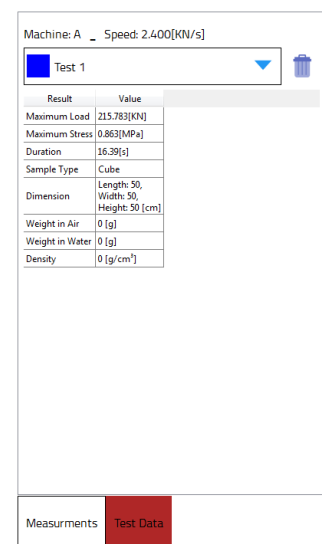 Machine: A _ Speed: 2.400[KN/s]
Test 1
Result Value
Maximum Load 215.783[KN]
Maximum Stress 0.863[MPa]
Duration 16.39[s]
Sample Type Cube
Dimension Length: 50,
Width: 50,
Height: 50 [cm]
Weight in Air 0 [g]
Weight in Water 0 [g]
Density 0 [g/cm³]
Measurments Test Data